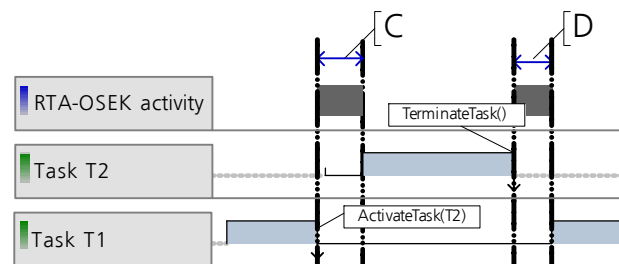 C
D
RTA-OSEK activity
TerminateTask()
Task T2
ActivateTask(T2)
Task T1